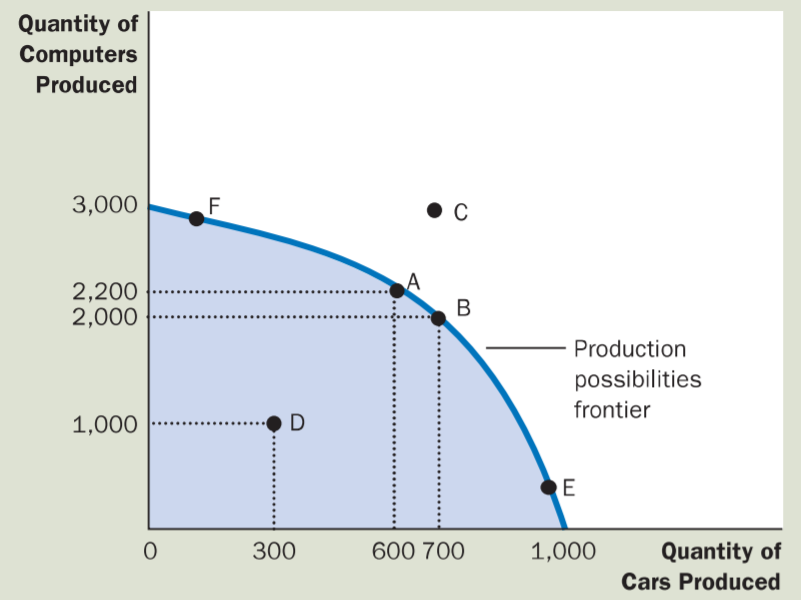 Quantity of
Computers
Produced
3,000
F
C
2,200
A
2,000
B
Production
possibilities
frontier
1,000
D
E
0
300
600
700
1,000
Quantity of
Cars Produced